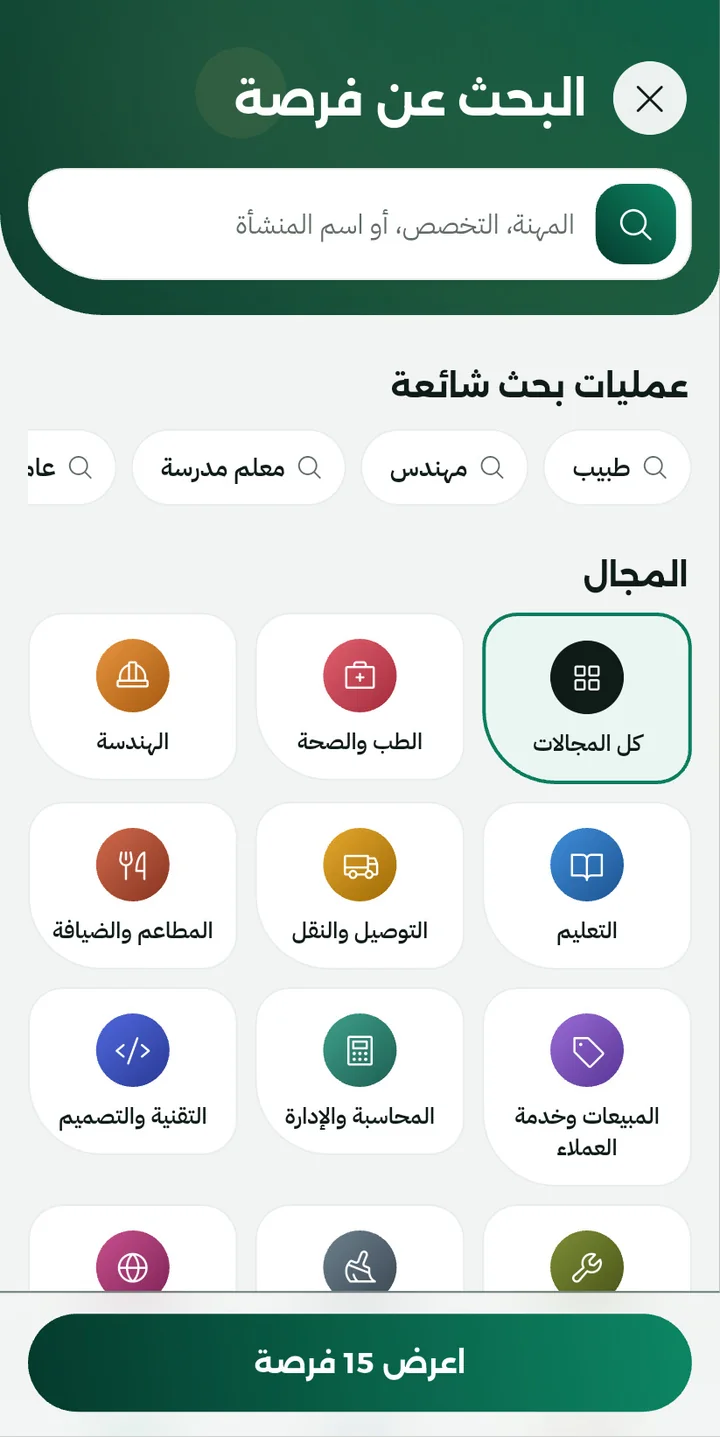 البحث عن فرصة
المهنة، التخصص، أو اسم المنشأة
عمليات بحث شائعة
طبيب
مهندس
معلم مدرسة
المجال
كل المجالات
الطب والصحة
الهندسة
التعليم
التوصيل والنقل
المطاعم والضيافة
المبيعات وخدمة
العملاء
المحاسبة والإدارة
التقنية والتصميم
اعرض 15 فرصة